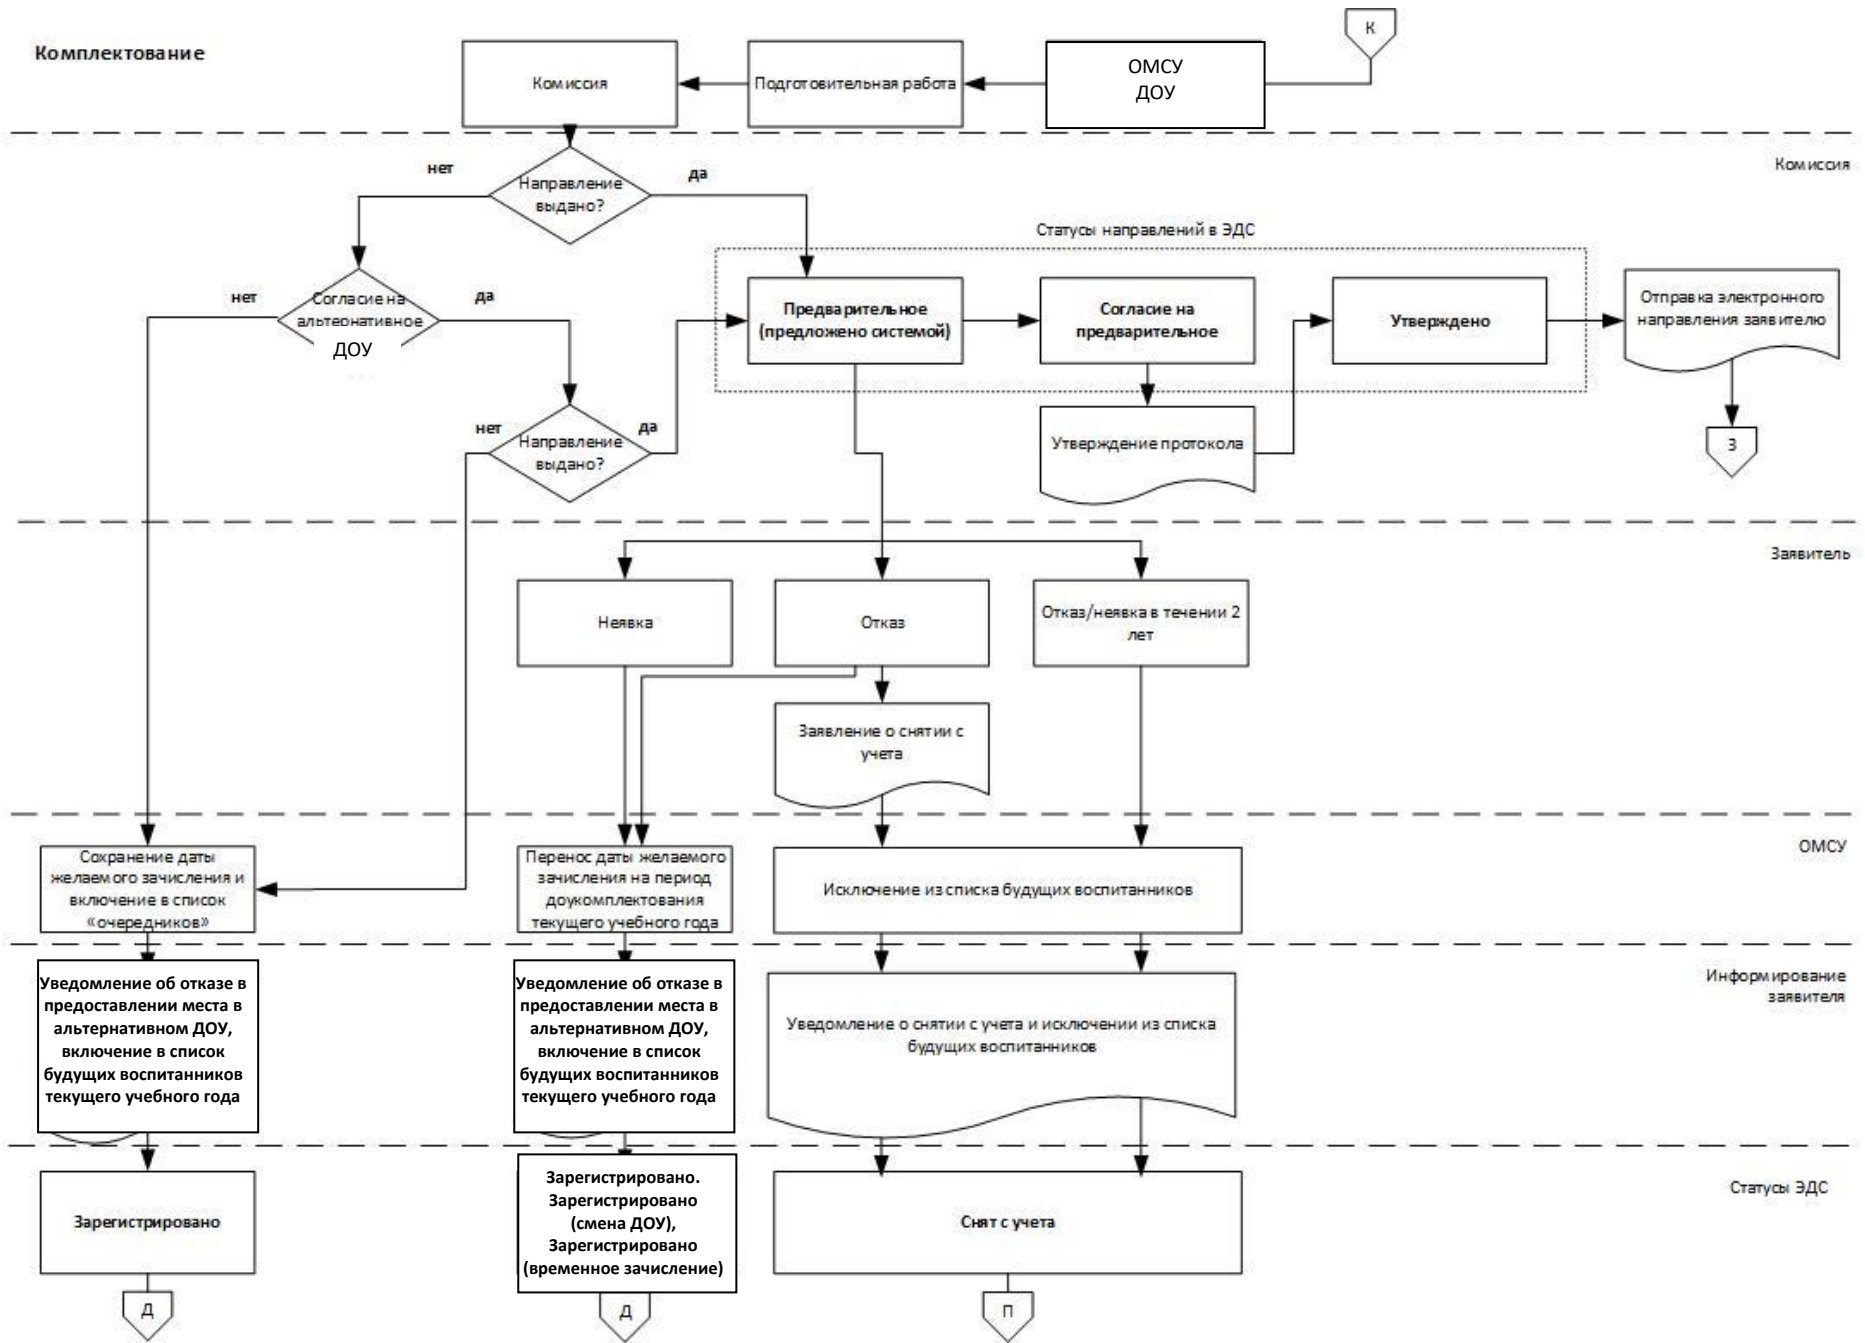 К
Комплектование
Комиссия
Подготовительная работа
ОМСУ
ДОУ
Комиссия
нет
Направление
выдано?
да
Статусы направлений в ЭДС
нет
Согласие на
альтернативное
ДОУ
да
Предварительное
(предложено системой)
Согласие на
предварительное
Утверждено
Отправка электронного
направления заявителю
нет
Направление
выдано?
да
Утверждение протокола
З
Заявитель
Неявка
Отказ
Отказ/неявка в течении 2
лет
Заявление о снятии с
учета
ОМСУ
Сохранение даты
желаемого зачисления и
включение в список
«очередников»
Перенос даты желаемого
зачисления на период
доукомплектования
текущего учебного года
Исключение из списка будущих воспитанников
Информирование
заявителя
Уведомление об отказе в
предоставлении места в
альтернативном ДОУ,
включение в список
будущих воспитанников
текущего учебного года
Уведомление об отказе в
предоставлении места в
альтернативном ДОУ,
включение в список
будущих воспитанников
текущего учебного года
Уведомление о снятии с учета и исключении из списка
будущих воспитанников
Статусы ЭДС
Зарегистрировано
Зарегистрировано.
Зарегистрировано
(смена ДОУ),
Зарегистрировано
(временное зачисление)
Снят с учета
Д
Д
П